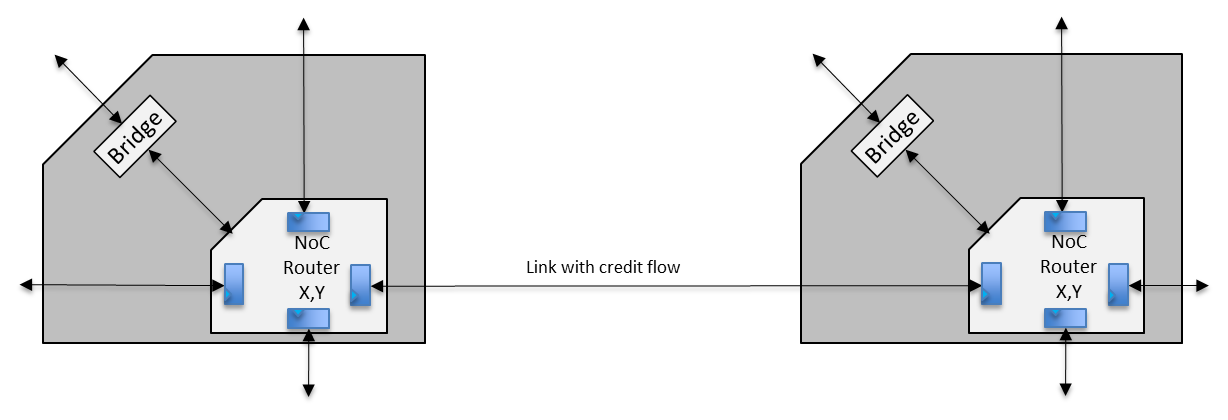 Bridge
NoC
Router
X,Y
Link with credit flow
Bridge
NoC
Router
X,Y